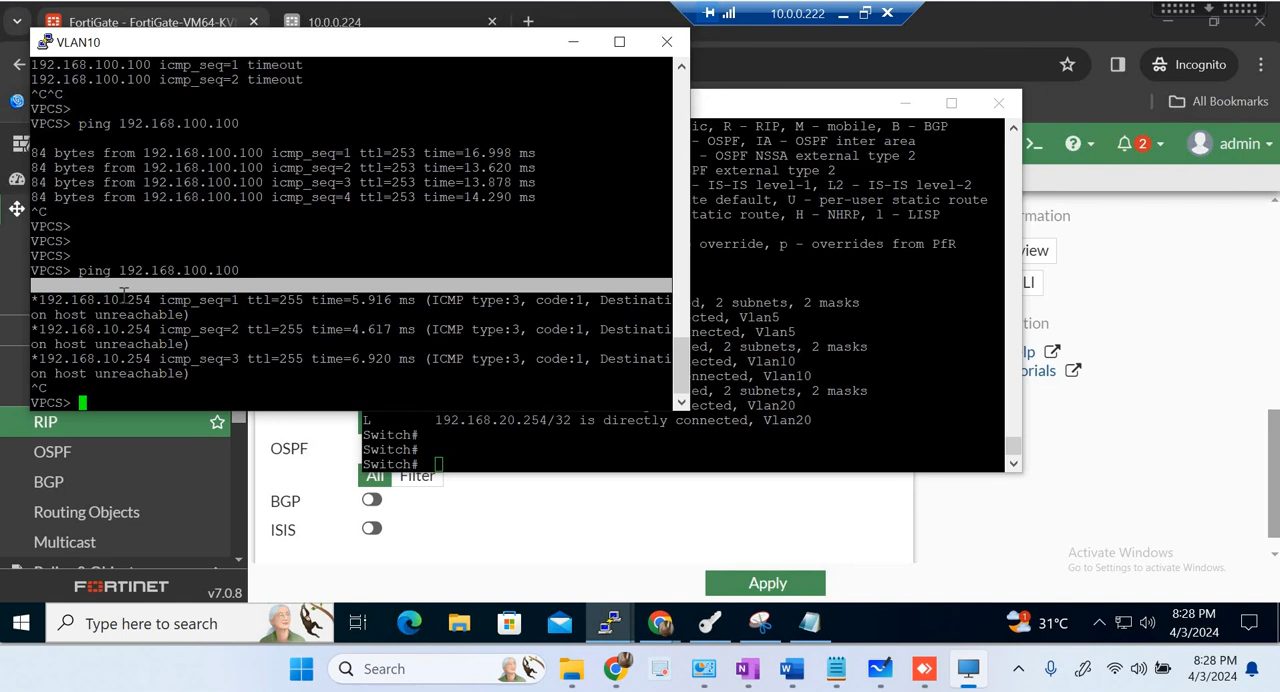 FortiGate - FortiGate-VM64-KV
10.0.0.224
10.0.0.222
VLAN10
Incognito
All Bookmarks
192.168.100.100 icmp_seq=1 timeout
192.168.100.100 icmp_seq=2 timeout
^C^C
VPCS>
VPCS> ping 192.168.100.100
84 bytes from 192.168.100.100 icmp_seq=1 ttl=253 time=16.998 ms
84 bytes from 192.168.100.100 icmp_seq=2 ttl=253 time=13.620 ms
84 bytes from 192.168.100.100 icmp_seq=3 ttl=253 time=13.878 ms
84 bytes from 192.168.100.100 icmp_seq=4 ttl=253 time=14.290 ms
^C
VPCS>
VPCS>
VPCS>
VPCS> ping 192.168.100.100
*192.168.10.254 icmp_seq=1 ttl=255 time=5.916 ms (ICMP type:3, code:1, Destinati
on host unreachable)
*192.168.10.254 icmp_seq=2 ttl=255 time=4.617 ms (ICMP type:3, code:1, Destinati
on host unreachable)
*192.168.10.254 icmp_seq=3 ttl=255 time=6.920 ms (ICMP type:3, code:1, Destinati
on host unreachable)
^C
VPCS>
ic, R - RIP, M - mobile, B - BGP
- OSPF, IA - OSPF inter area
- OSPF NSSA external type 2
PF external type 2
- IS-IS level-1, L2 - IS-IS level-2
te default, U - per-user static route
tatic route, H - NHRP, l - LISP
override, p - overrides from PfR
ed, 2 subnets, 2 masks
connected, Vlan5
nnected, Vlan5
ed, 2 subnets, 2 masks
ected, Vlan10
nnected, Vlan10
ed, 2 subnets, 2 masks
ected, Vlan20
L 192.168.20.254/32 is directly connected, Vlan20
Switch#
Switch#
Switch#
>_
?
2
admin
rmation
view
LI
tion
lp
orials
RIP
OSPF
BGP
Routing Objects
Multicast
FORTINET
v7.0.8
OSPF
All
Filter
BGP
ISIS
Apply
Activate Windows
Go to Settings to activate Windows.
Type here to search
1
31°C
8:28 PM
4/3/2024
Search
8:28 PM
4/3/2024